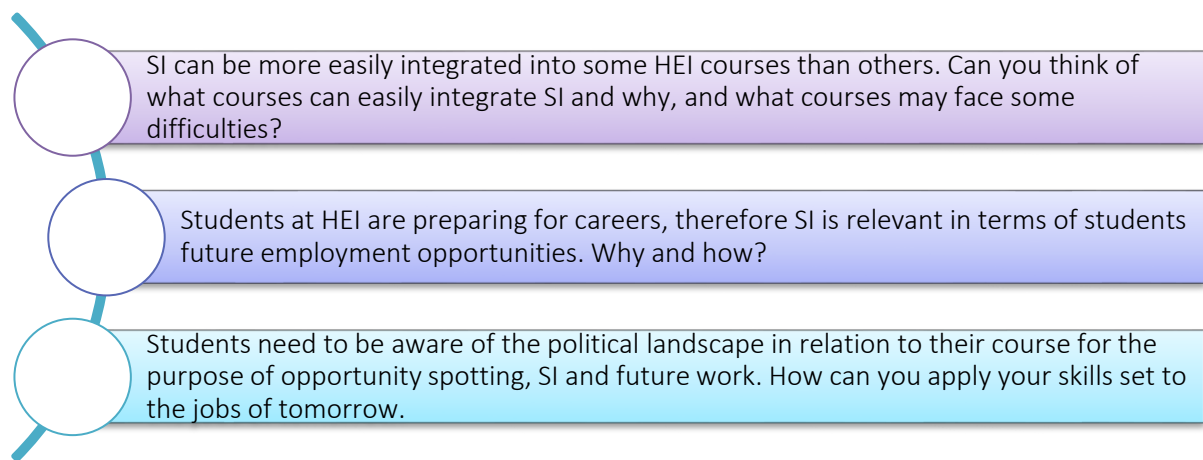 SI can be more easily integrated into some HEI courses than others. Can you think of
what courses can easily integrate SI and why, and what courses may face some
difficulties?
Students at HEI are preparing for careers, therefore SI is relevant in terms of students
future employment opportunities. Why and how?
Students need to be aware of the political landscape in relation to their course for the
purpose of opportunity spotting, SI and future work. How can you apply your skills set to
the jobs of tomorrow.